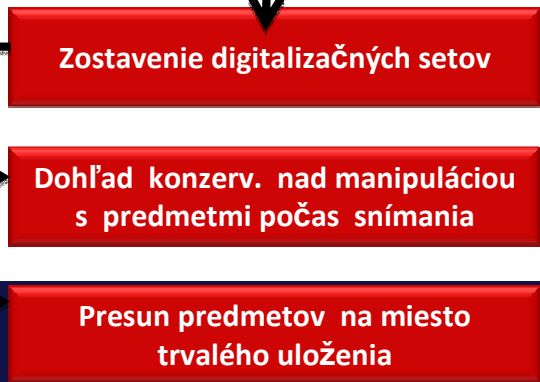 Zostavenie digitalizačných setov
Dohľad konzerv. nad manipuláciou
s predmetmi počas snímania
Presun predmetov na miesto
trvalého uloženia